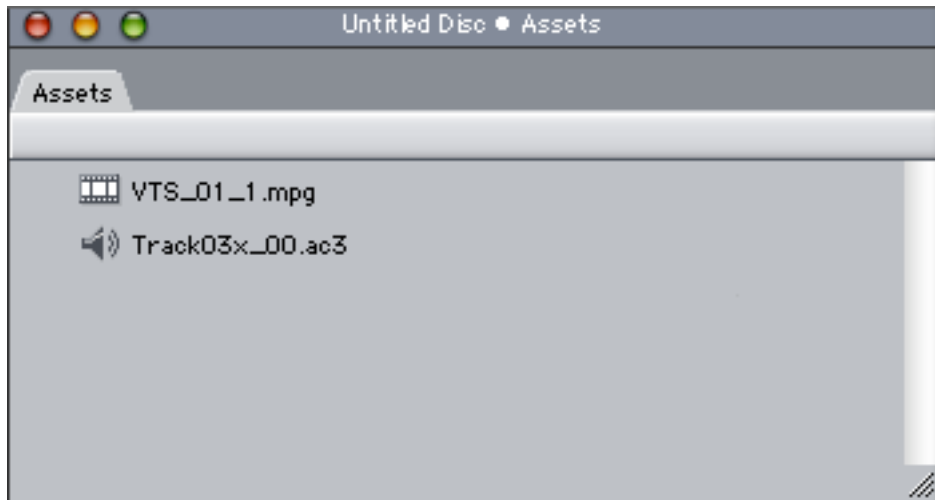 Untitled Disc ● Assets
Assets
VTS_01_1.mpg
Track03x_00.ac3